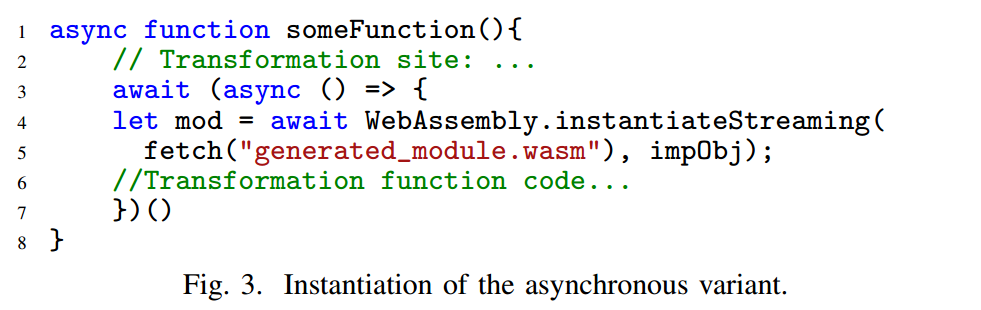 1 async function someFunction(){
2 // Transformation site: ...
3 await (async () => {
4 let mod = await WebAssembly.instantiateStreaming(
5 fetch("generated_module.wasm"), impObj);
6 //Transformation function code...
7 })()
8 }
Fig. 3. Instantiation of the asynchronous variant.